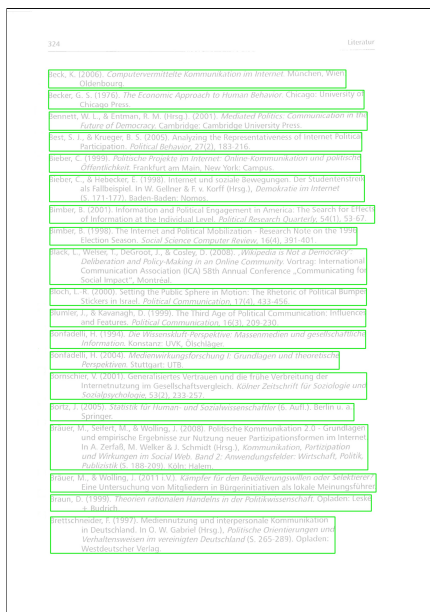 324 Literatur
Beck, K. (2006). Computervermittelte Kommunikation im Internet. München, Wien:
Oldenbourg.
Becker, G. S. (1976). The Economic Approach to Human Behavior. Chicago: University of
Chicago Press.
Bennett, W. L., & Entman, R. M. (Hrsg.). (2001). Mediated Politics. Communication in the
Future of Democracy. Cambridge: Cambridge University Press.
Best, S. J., & Krueger, B. S. (2005). Analyzing the Representativeness of Internet Political
Participation. Political Behavior, 27(2), 183-216.
Bieber, C. (1999). Politische Projekte im Internet. Online-Kommunikation und politische
Öffentlichkeit. Frankfurt am Main, New York: Campus.
Bieber, C., & Hebecker, E. (1998). Internet und soziale Bewegungen. Der Studentenstreik
als Fallbeispiel. In W. Gellner & F. v. Korff (Hrsg.), Demokratie im Internet
(S. 171-177). Baden-Baden: Nomos.
Bimber, B. (2001). Information and Political Engagement in America. The Search for Effects
of Information at the Individual Level. Political Research Quarterly, 54(1), 53-67.
Bimber, B. (1998). The Internet and Political Mobilization - Research Note on the 1996
Election Season. Social Science Computer Review, 16(4), 391-401.
Black, L., Welser, T., DeGroot, J., & Cosley, D. (2008). „Wikipedia is Not a Democracy":
Deliberation and Policy-Making in an Online Community. Vortrag: International
Communication Association (ICA) 58th Annual Conference „Communicating for
Social Impact", Montréal.
Bloch, L. R. (2000). Setting the Public Sphere in Motion: The Rhetoric of Political Bumper
Stickers in Israel. Political Communication, 17(4), 433-456.
Blumler, J., & Kavanagh, D. (1999). The Third Age of Political Communication: Influences
and Features. Political Communication, 16(3), 209-230.
Bonfadelli, H. (1994). Die Wissenskluft-Perspektive: Massenmedien und gesellschaftliche
Information. Konstanz: UVK, Ölschläger.
Bonfadelli, H. (2004). Medienwirkungsforschung I: Grundlagen und theoretische
Perspektiven. Stuttgart: UTB.
Bornschier, V. (2001). Generalisiertes Vertrauen und die frühe Verbreitung der
Internetnutzung im Gesellschaftsvergleich. Kölner Zeitschrift für Soziologie und
Sozialpsychologie, 53(2), 233-257.
Bortz, J. (2005). Statistik für Human- und Sozialwissenschaftler (6. Aufl.). Berlin u. a.:
Springer.
Bräuer, M., Seifert, M., & Wolling, J. (2008). Politische Kommunikation 2.0 - Grundlagen
und empirische Ergebnisse zur Nutzung neuer Partizipationsformen im Internet.
In A. Zerfaß, M. Welker & J. Schmidt (Hrsg.), Kommunikation, Partizipation
und Wirkungen im Social Web. Band 2: Anwendungsfelder: Wirtschaft, Politik,
Publizistik (S. 188-209). Köln: Halem.
Bräuer, M., & Wolling, J. (2011 i.V.). Kämpfer für den Bevölkerungswillen oder Selektierer?
Eine Untersuchung von Mitgliedern in Bürgerinitiativen als lokale Meinungsführer.
Braun, D. (1999). Theorien rationalen Handelns in der Politikwissenschaft. Opladen: Leske
+ Budrich.
Brettschneider, F. (1997). Mediennutzung und interpersonale Kommunikation
in Deutschland. In O. W. Gabriel (Hrsg.), Politische Orientierungen und
Verhaltensweisen im vereinigten Deutschland (S. 265-289). Opladen:
Westdeutscher Verlag.